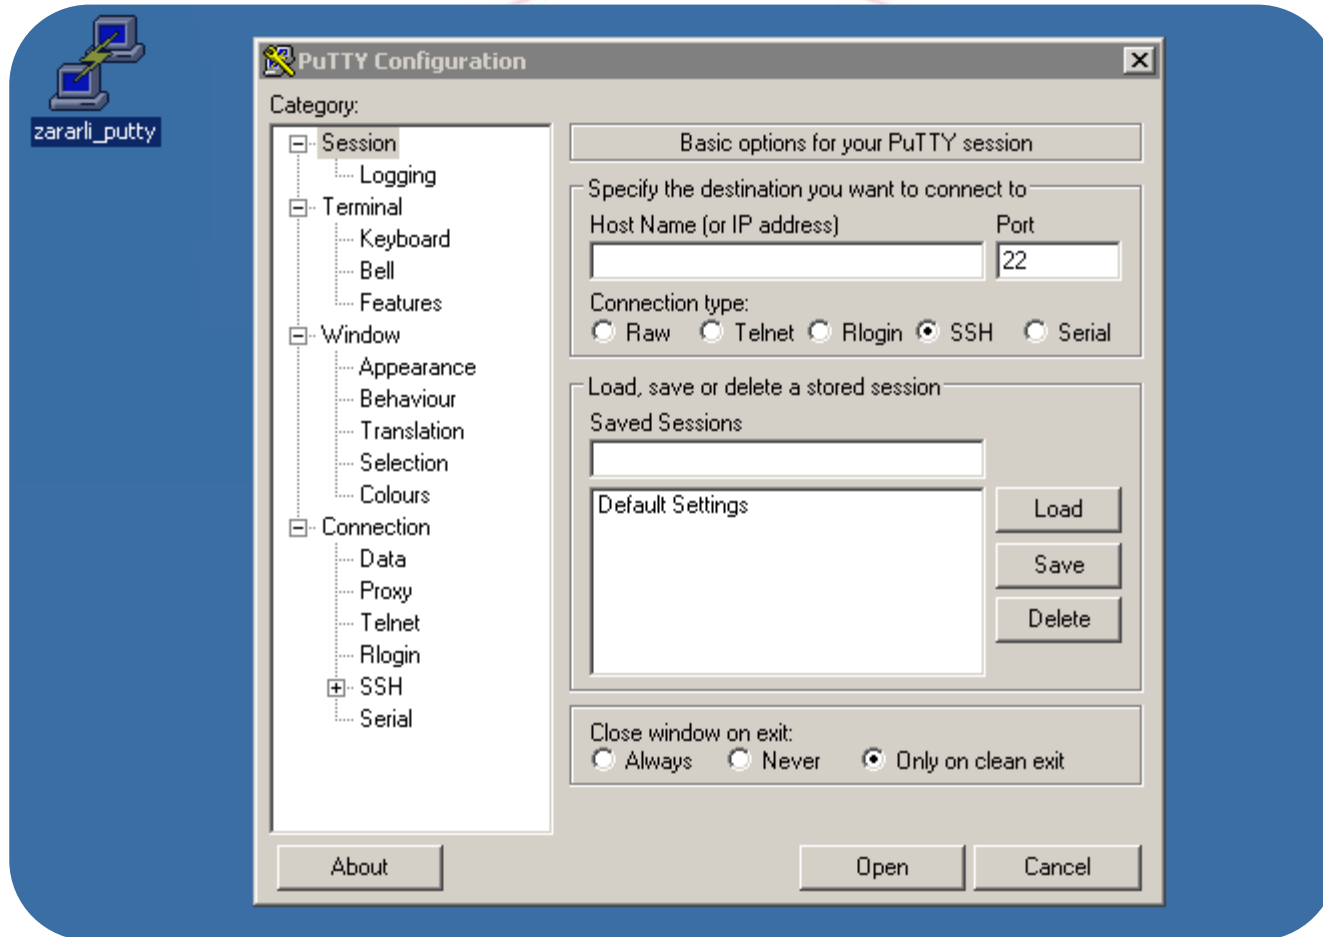 zararli_putty
PuTTY Configuration
Category:
Session
Logging
Terminal
Keyboard
Bell
Features
Window
Appearance
Behaviour
Translation
Selection
Colours
Connection
Data
Proxy
Telnet
Rlogin
SSH
Serial
Basic options for your PuTTY session
Specify the destination you want to connect to
Host Name (or IP address) Port
22
Connection type:
Raw Telnet Rlogin SSH Serial
Load, save or delete a stored session
Saved Sessions
Default Settings
Load
Save
Delete
Close window on exit:
Always Never Only on clean exit
About Open Cancel